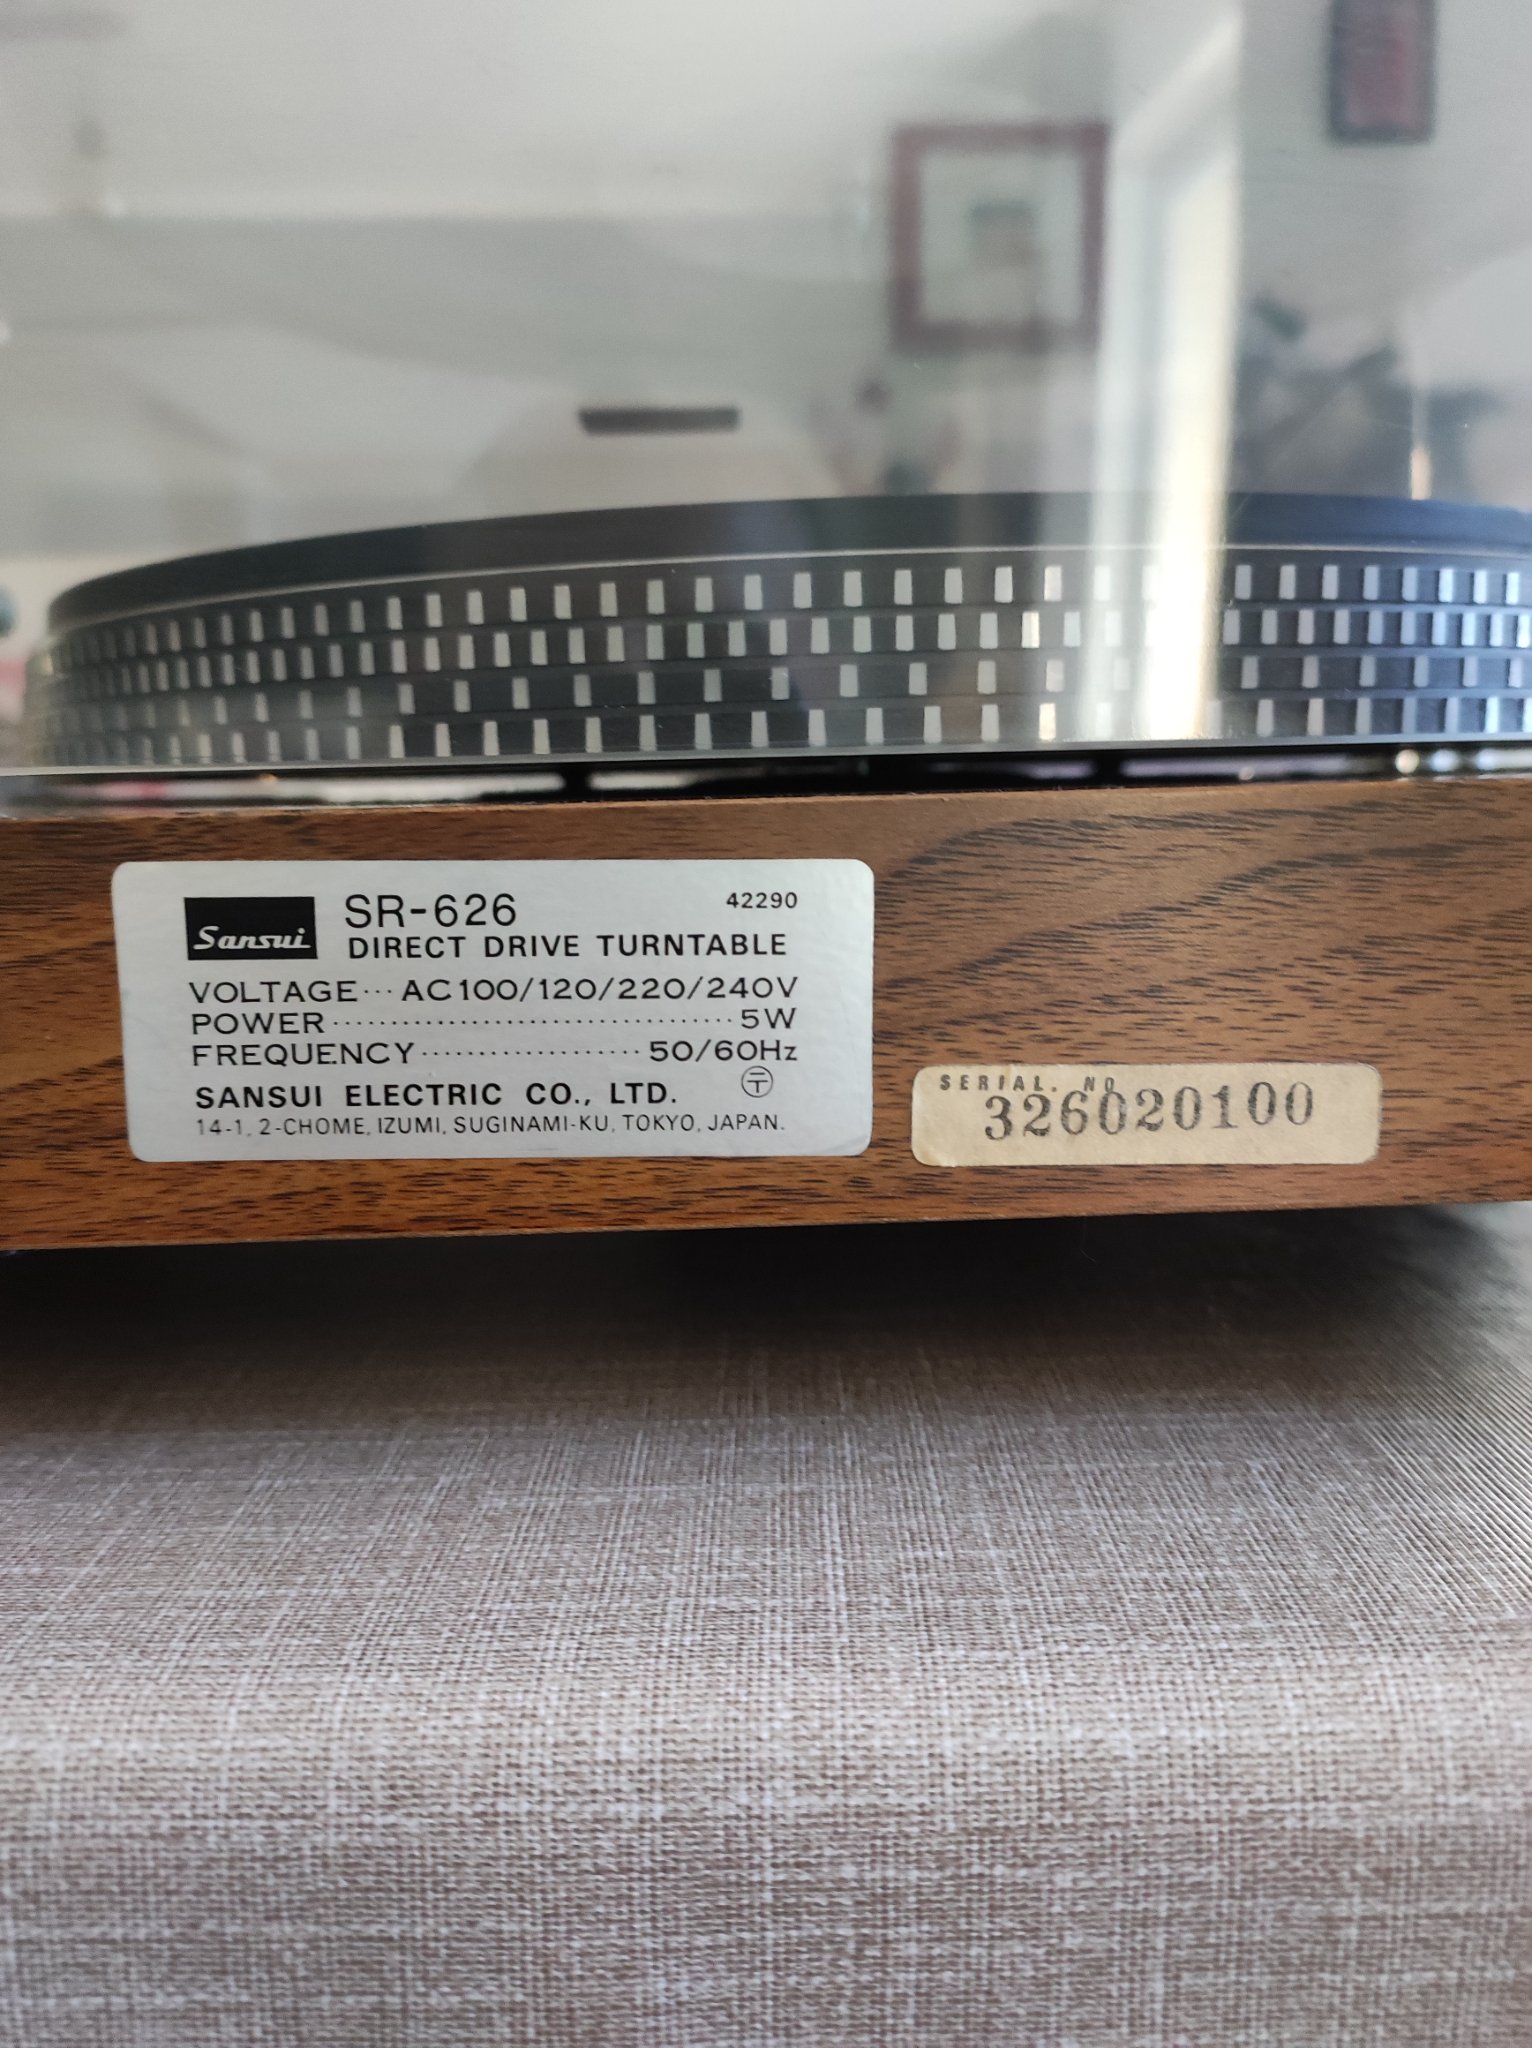 Sansui SR-626 42290
DIRECT DRIVE TURNTABLE
VOLTAGE··· AC100/120/220/240V
POWER··································· 5W
FREQUENCY···················· 50/60Hz
SANSUI ELECTRIC CO., LTD. 〶
14-1, 2-CHOME, IZUMI, SUGINAMI-KU, TOKYO, JAPAN.
SERIAL. NO
326020100